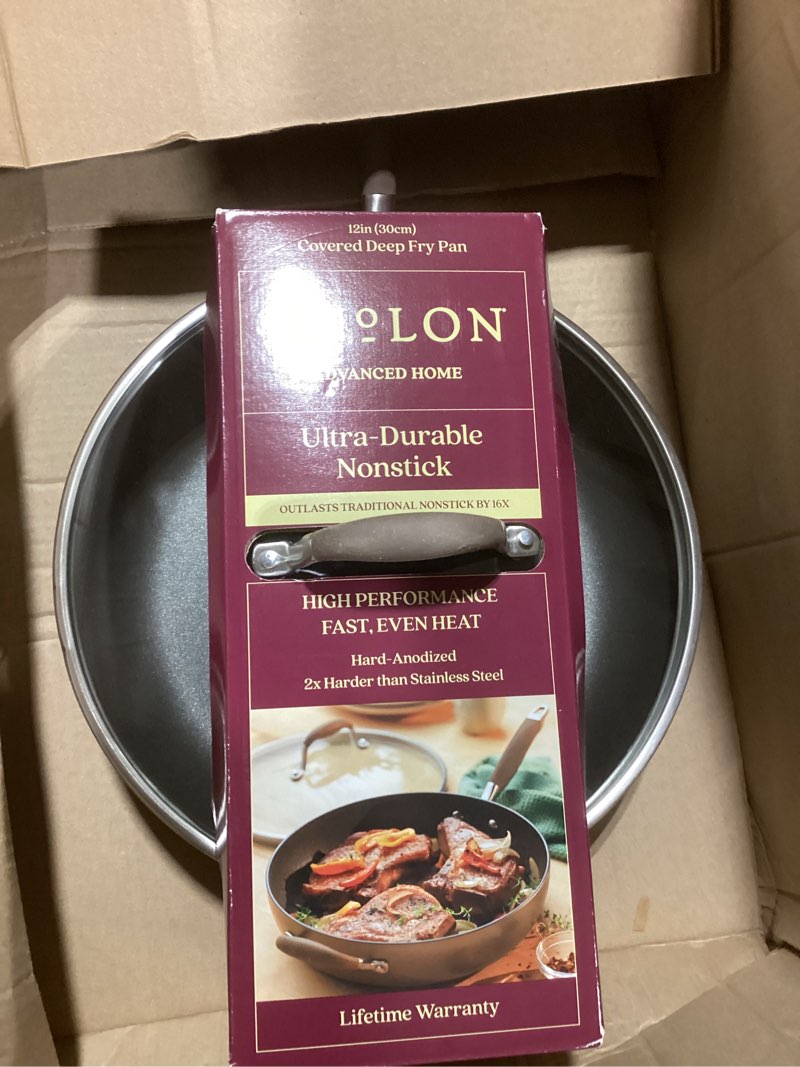 12in (30cm)
Covered Deep Fry Pan
OLON
DVANCED HOME
Ultra-Durable
Nonstick
OUTLASTS TRADITIONAL NONSTICK BY 16X
HIGH PERFORMANCE
FAST, EVEN HEAT
Hard-Anodized
2x Harder than Stainless Steel
Lifetime Warranty